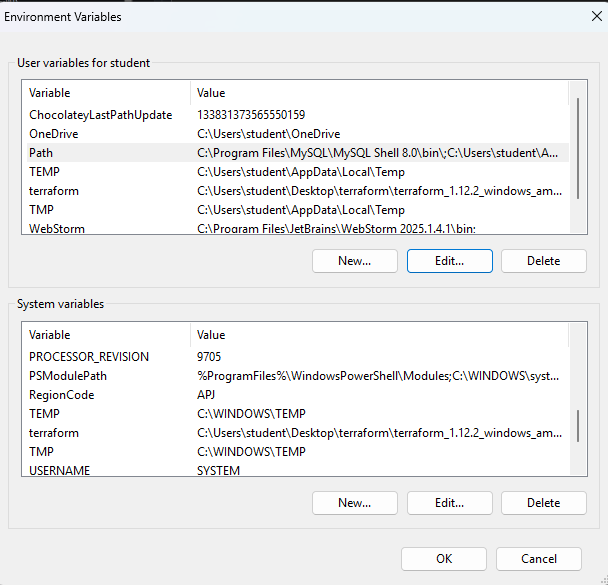 Environment Variables
User variables for student
Variable Value
ChocolateyLastPathUpdate 133831373565550159
OneDrive C:\Users\student\OneDrive
Path C:\Program Files\MySQL\MySQL Shell 8.0\bin\;C:\Users\student\A...
TEMP C:\Users\student\AppData\Local\Temp
terraform C:\Users\student\Desktop\terraform\terraform_1.12.2_windows_am...
TMP C:\Users\student\AppData\Local\Temp
WebStorm C:\Program Files\JetBrains\WebStorm 2025.1.4.1\bin;
New... Edit... Delete
System variables
Variable Value
PROCESSOR_REVISION 9705
PSModulePath %ProgramFiles%\WindowsPowerShell\Modules;C:\WINDOWS\syst...
RegionCode APJ
TEMP C:\WINDOWS\TEMP
terraform C:\Users\student\Desktop\terraform\terraform_1.12.2_windows_am...
TMP C:\WINDOWS\TEMP
USERNAME SYSTEM
New... Edit... Delete
OK Cancel